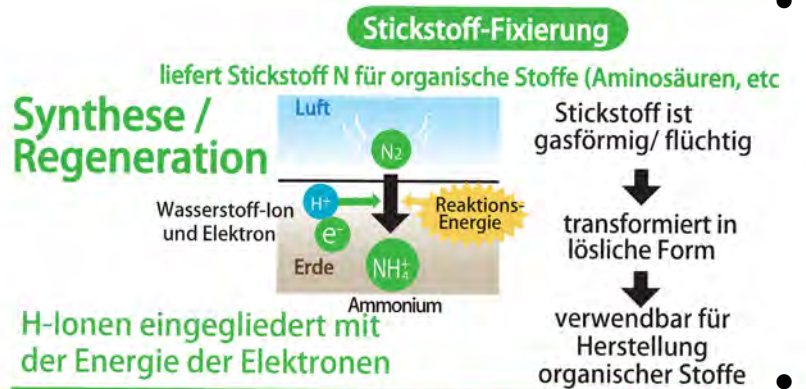 Stickstoff-Fixierung
liefert Stickstoff N für organische Stoffe (Aminosäuren, etc
Synthese /
Regeneration
Luft
N2
H+
e-
Wasserstoff-Ion
und Elektron
Reaktions-
Energie
Erde
NH4+
Ammonium
Stickstoff ist
gasförmig/ flüchtig
transformiert in
lösliche Form
verwendbar für
Herstellung
organischer Stoffe
H-Ionen eingegliedert mit
der Energie der Elektronen